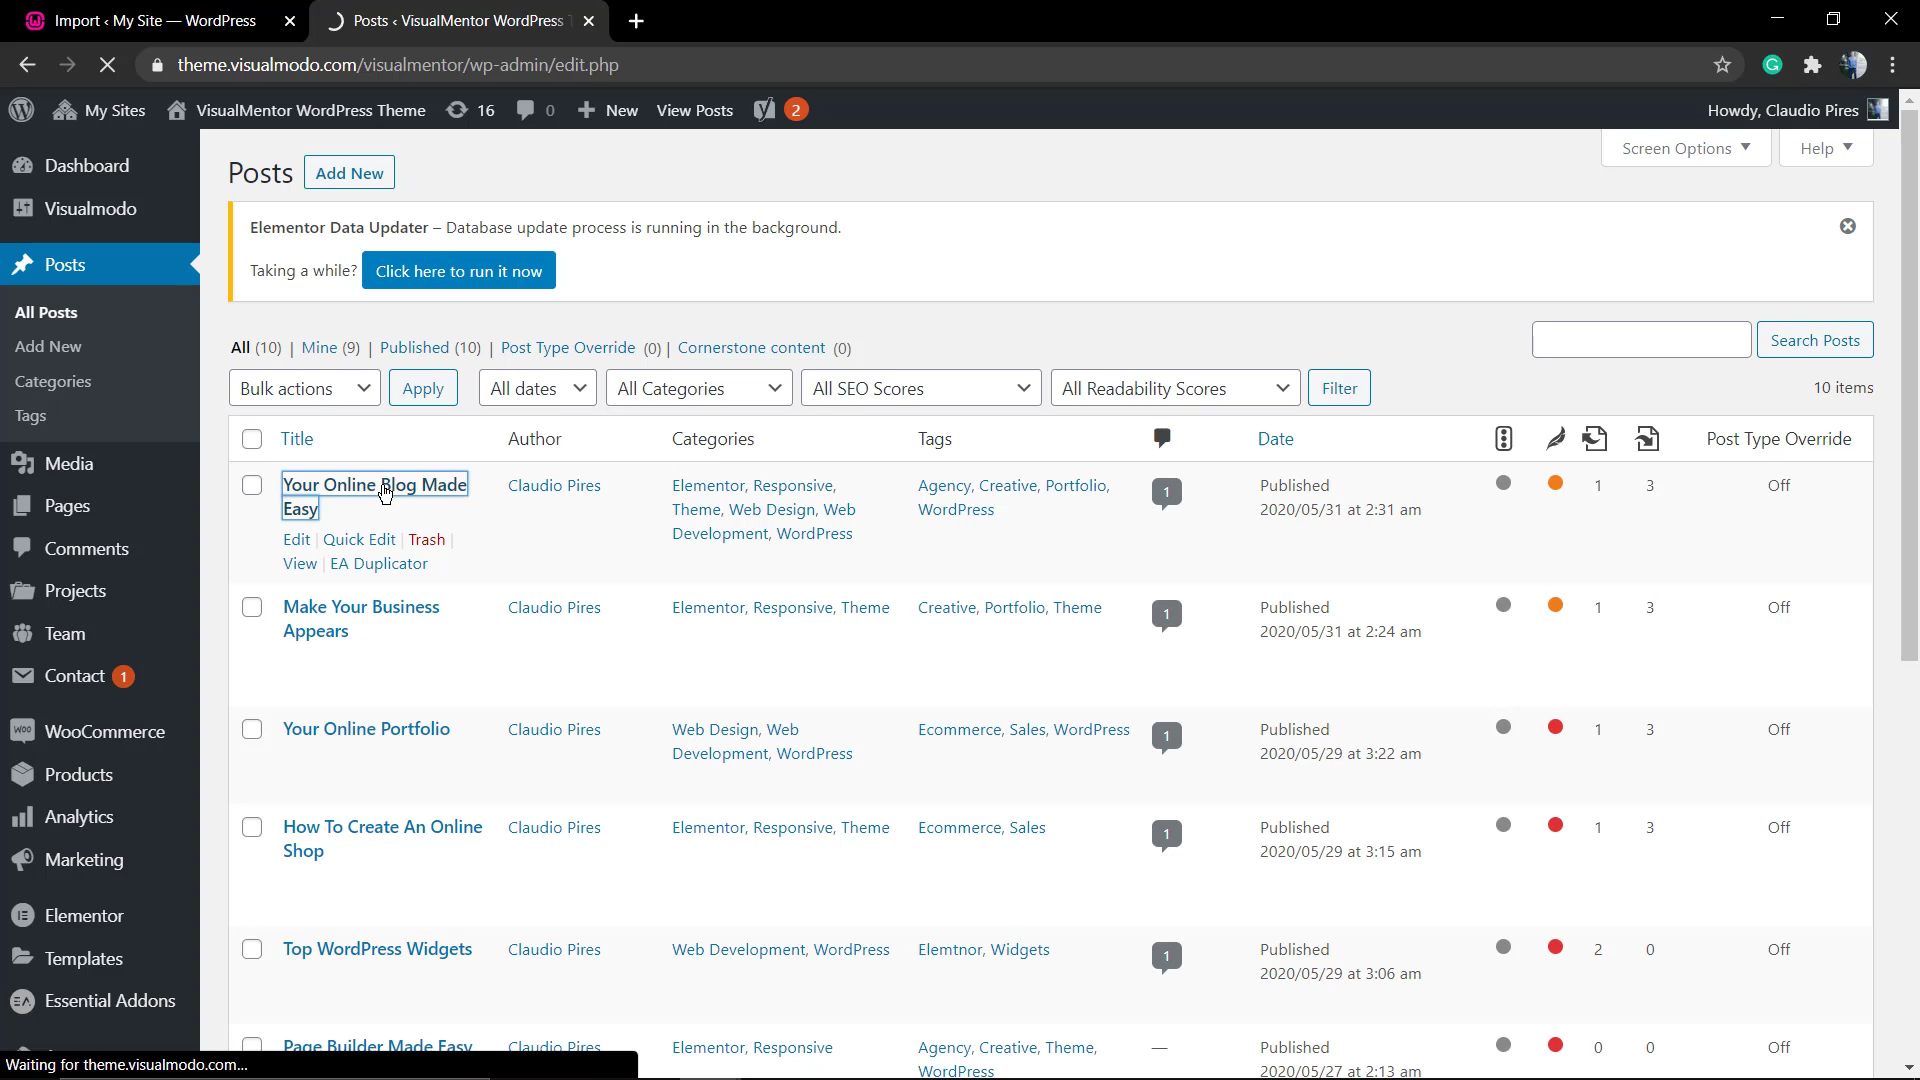 Import ‹ My Site — WordPress
Posts ‹ VisualMentor WordPress T
theme.visualmodo.com/visualmentor/wp-admin/edit.php
My Sites VisualMentor WordPress Theme 16 0 New View Posts 2 Howdy, Claudio Pires
Dashboard
Visualmodo
Posts
All Posts
Add New
Categories
Tags
Media
Pages
Comments
Projects
Team
Contact 1
WooCommerce
Products
Analytics
Marketing
Elementor
Templates
Essential Addons
Screen Options Help
Posts Add New
Elementor Data Updater – Database update process is running in the background.
Taking a while? Click here to run it now
All (10) | Mine (9) | Published (10) | Post Type Override (0) | Cornerstone content (0)
Search Posts
Bulk actions Apply All dates All Categories All SEO Scores All Readability Scores Filter 10 items
Title Author Categories Tags Date Post Type Override
Your Online Blog Made Claudio Pires Elementor, Responsive, Agency, Creative, Portfolio, 1 Published 1 3 Off
Easy Theme, Web Design, Web WordPress 2020/05/31 at 2:31 am
Development, WordPress
Edit | Quick Edit | Trash |
View | EA Duplicator
Make Your Business Claudio Pires Elementor, Responsive, Theme Creative, Portfolio, Theme 1 Published 1 3 Off
Appears 2020/05/31 at 2:24 am
Your Online Portfolio Claudio Pires Web Design, Web Ecommerce, Sales, WordPress 1 Published 1 3 Off
Development, WordPress 2020/05/29 at 3:22 am
How To Create An Online Claudio Pires Elementor, Responsive, Theme Ecommerce, Sales 1 Published 1 3 Off
Shop 2020/05/29 at 3:15 am
Top WordPress Widgets Claudio Pires Web Development, WordPress Elemtnor, Widgets 1 Published 2 0 Off
2020/05/29 at 3:06 am
Page Builder Made Easy Claudio Pires Elementor, Responsive Agency, Creative, Theme, — Published 0 0 Off
WordPress 2020/05/27 at 2:13 am
Waiting for theme.visualmodo.com...